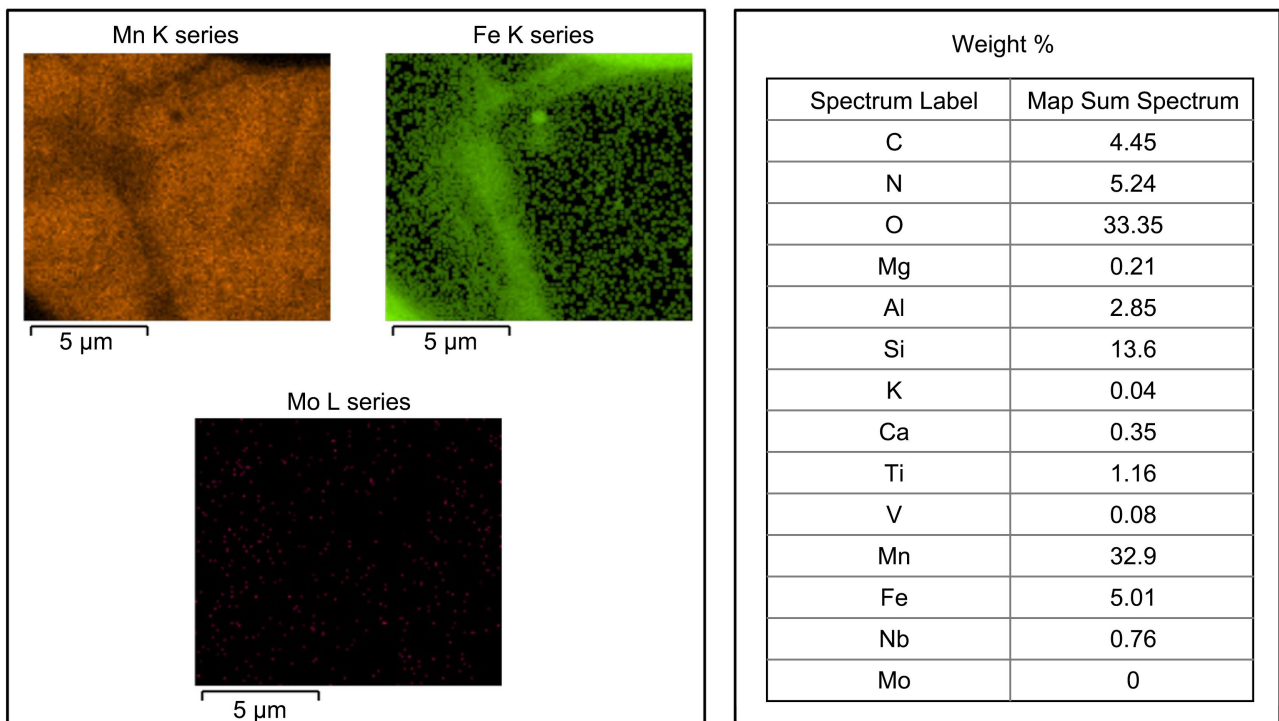 Mn K series
Fe K series
5 µm
5 µm
Mo L series
5 µm
Weight %
Spectrum Label Map Sum Spectrum
C 4.45
N 5.24
O 33.35
Mg 0.21
Al 2.85
Si 13.6
K 0.04
Ca 0.35
Ti 1.16
V 0.08
Mn 32.9
Fe 5.01
Nb 0.76
Mo 0